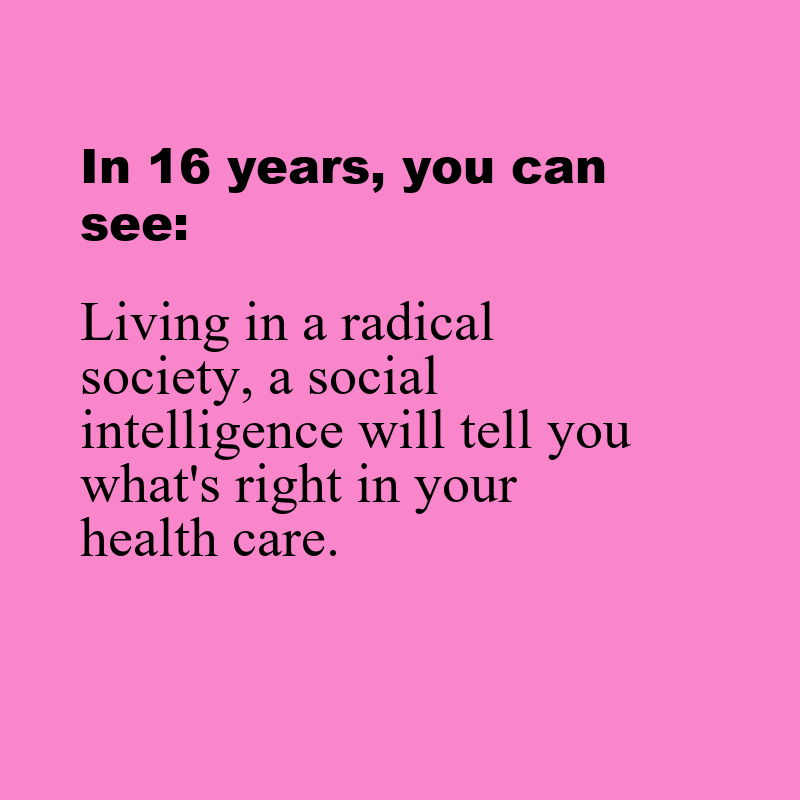 In 16 years, you can
see:
Living in a radical
society, a social
intelligence will tell you
what's right in your
health care.